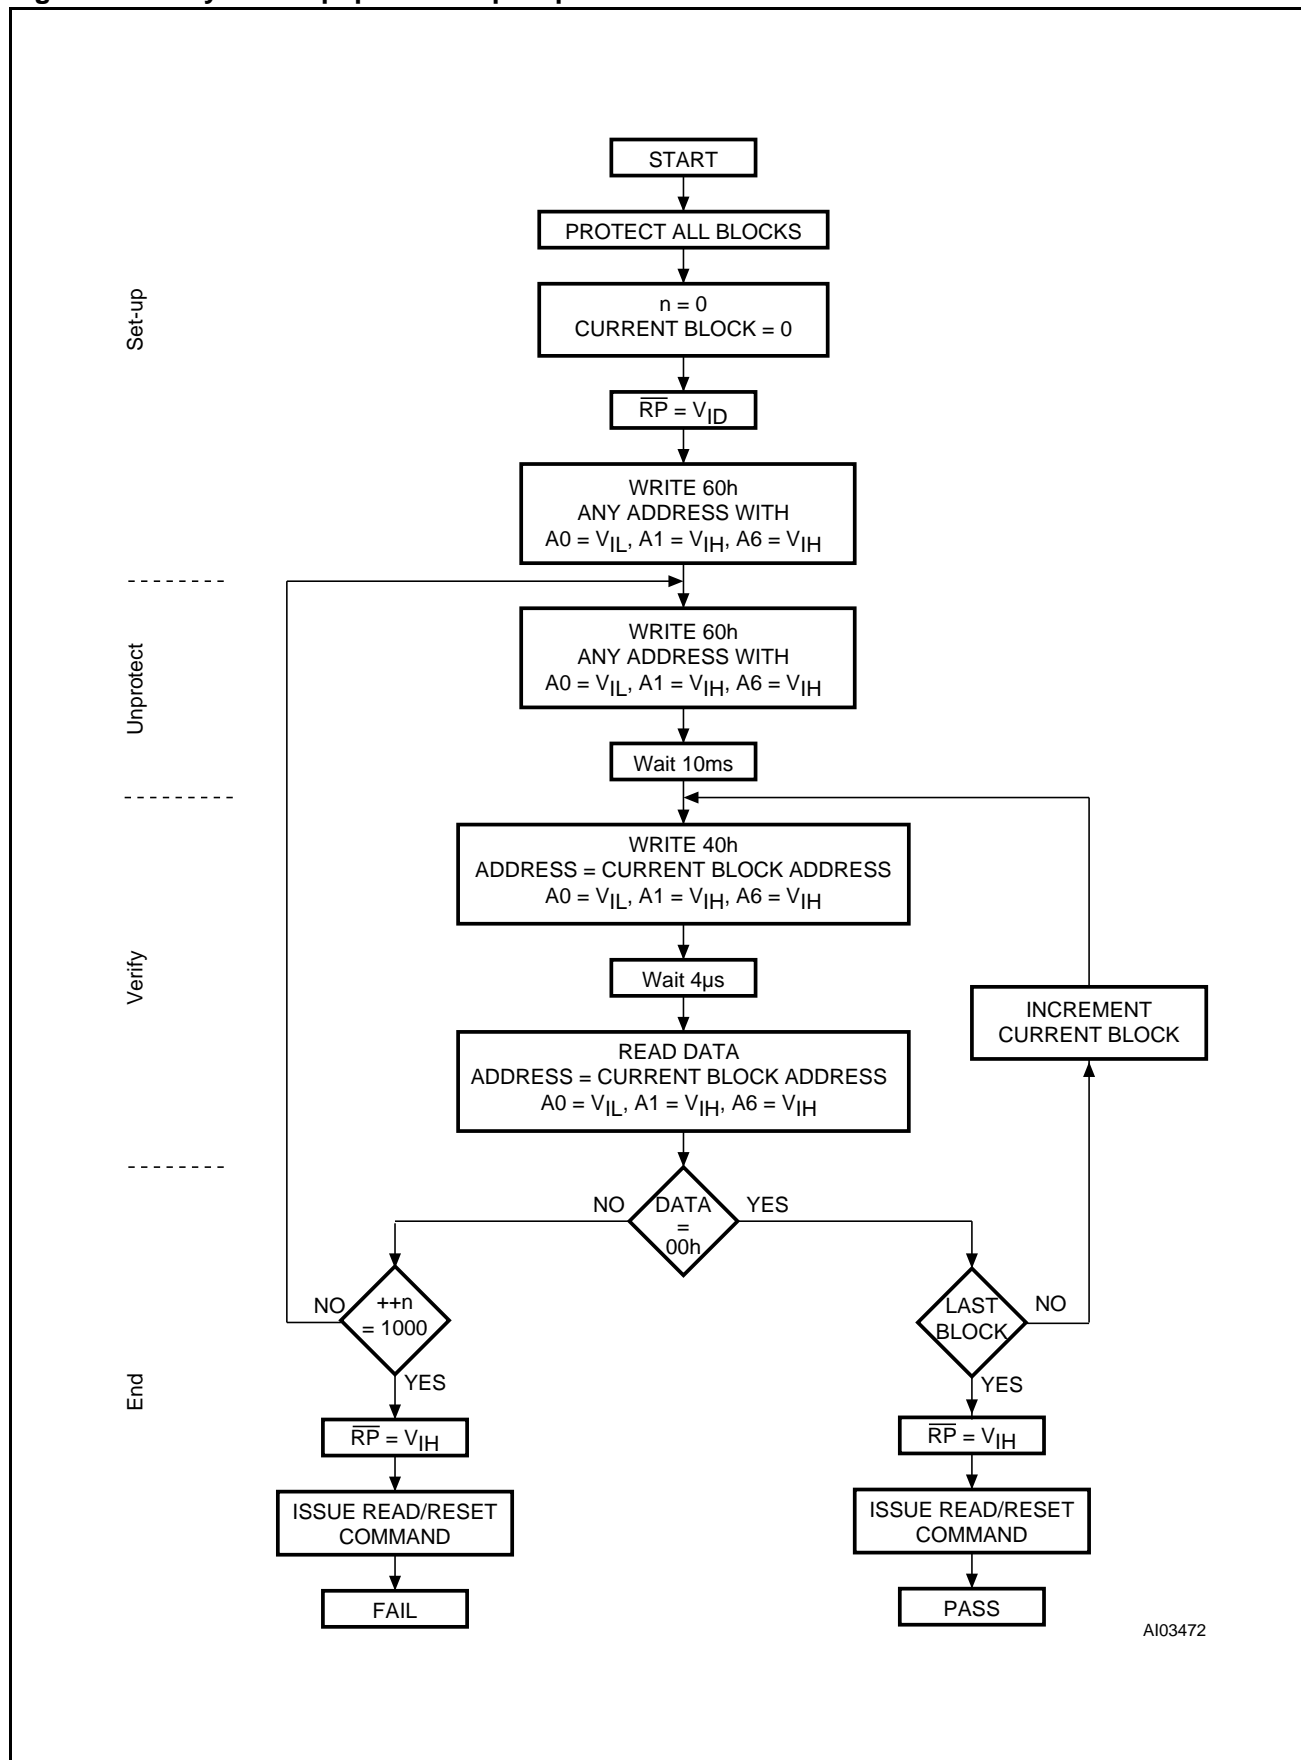 START
PROTECT ALL BLOCKS
Set-up
n = 0
CURRENT BLOCK = 0
R̅P̅ = VID
WRITE 60h
ANY ADDRESS WITH
A0 = VIL, A1 = VIH, A6 = VIH
Unprotect
WRITE 60h
ANY ADDRESS WITH
A0 = VIL, A1 = VIH, A6 = VIH
Wait 10ms
Verify
WRITE 40h
ADDRESS = CURRENT BLOCK ADDRESS
A0 = VIL, A1 = VIH, A6 = VIH
Wait 4µs
INCREMENT
CURRENT BLOCK
READ DATA
ADDRESS = CURRENT BLOCK ADDRESS
A0 = VIL, A1 = VIH, A6 = VIH
NO
DATA
=
00h
YES
End
NO
++n
= 1000
YES
LAST
BLOCK
NO
YES
R̅P̅ = VIH
R̅P̅ = VIH
ISSUE READ/RESET
COMMAND
ISSUE READ/RESET
COMMAND
FAIL
PASS
AI03472